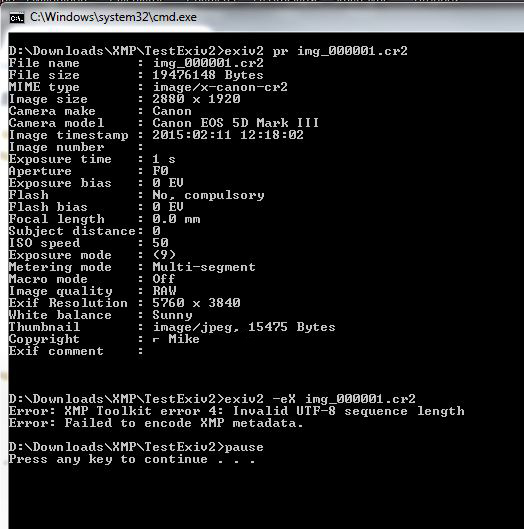 C:\Windows\system32\cmd.exe
D:\Downloads\XMP\TestExiv2>exiv2 pr img_000001.cr2
File name       : img_000001.cr2
File size       : 19476148 Bytes
MIME type       : image/x-canon-cr2
Image size      : 2880 x 1920
Camera make     : Canon
Camera model    : Canon EOS 5D Mark III
Image timestamp : 2015:02:11 12:18:02
Image number    :
Exposure time   : 1 s
Aperture        : F0
Exposure bias   : 0 EV
Flash           : No, compulsory
Flash bias      : 0 EV
Focal length    : 0.0 mm
Subject distance: 0
ISO speed       : 50
Exposure mode   : (9)
Metering mode   : Multi-segment
Macro mode      : Off
Image quality   : RAW
Exif Resolution : 5760 x 3840
White balance   : Sunny
Thumbnail       : image/jpeg, 15475 Bytes
Copyright       : ⌐ Mike
Exif comment    :
D:\Downloads\XMP\TestExiv2>exiv2 -eX img_000001.cr2
Error: XMP Toolkit error 4: Invalid UTF-8 sequence length
Error: Failed to encode XMP metadata.
D:\Downloads\XMP\TestExiv2>pause
Press any key to continue . . .